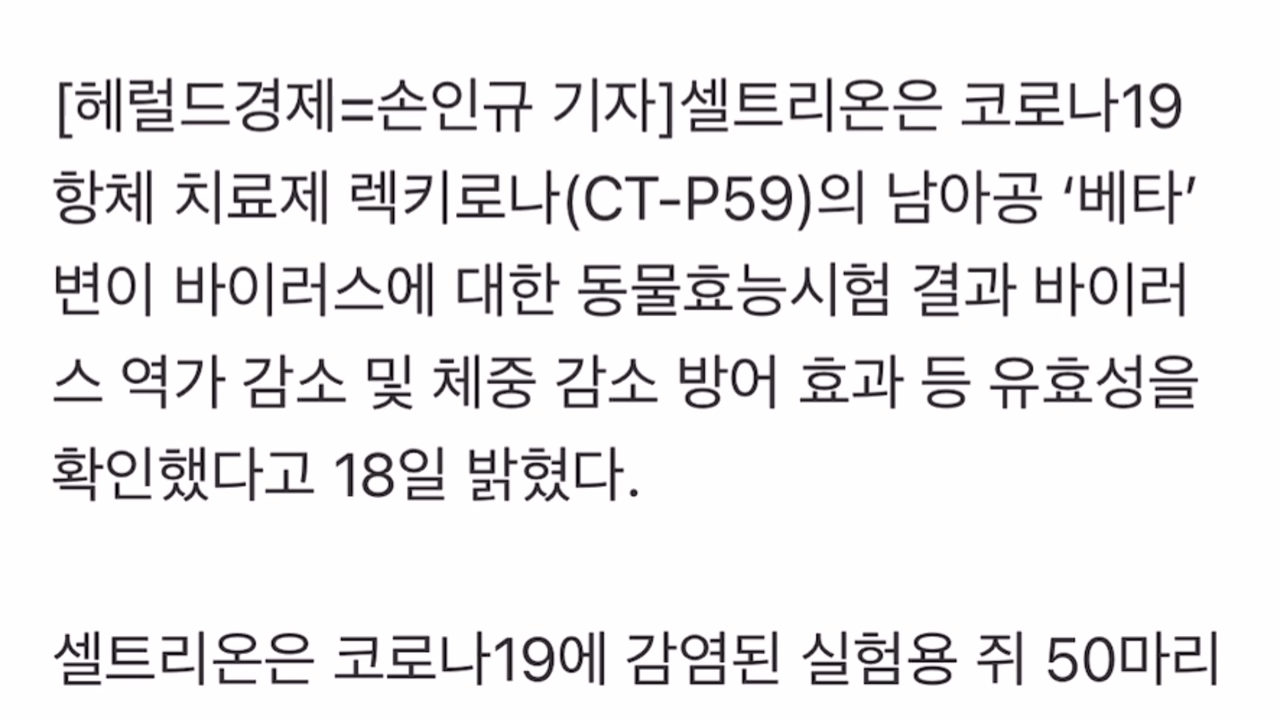 [헤럴드경제=손인규 기자]셀트리온은 코로나19
항체 치료제 렉키로나(CT-P59)의 남아공 ‘베타’
변이 바이러스에 대한 동물효능시험 결과 바이러
스 역가 감소 및 체중 감소 방어 효과 등 유효성을
확인했다고 18일 밝혔다.
셀트리온은 코로나19에 감염된 실험용 쥐 50마리